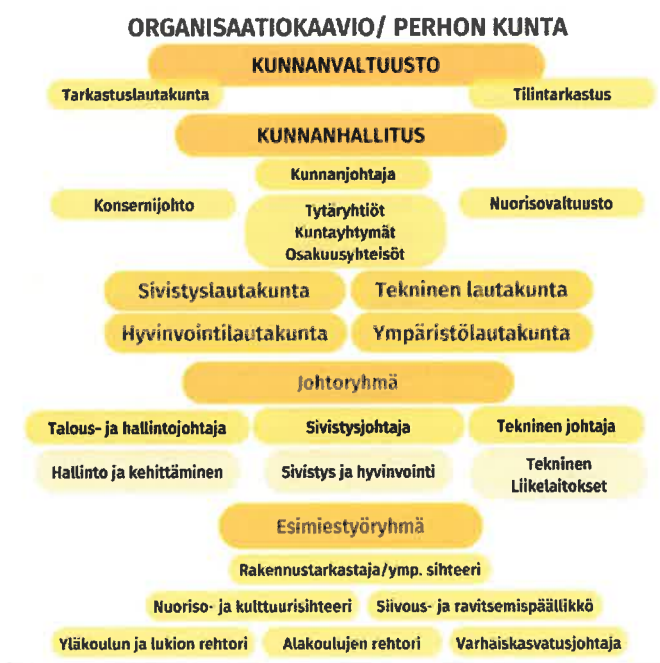 ORGANISAATIOKAAVIO/ PERHON KUNTA
KUNNANVALTUUSTO
Tarkastuslautakunta
Tilintarkastus
KUNNANHALLITUS
Kunnanjohtaja
Konsernijohto
Nuorisovaltuusto
Tytäryhtiöt
Kuntayhtymät
Osakuusyhteisöt
Sivistyslautakunta
Tekninen lautakunta
Hyvinvointilautakunta
Ympäristölautakunta
Johtoryhmä
Talous- ja hallintojohtaja
Sivistysjohtaja
Tekninen johtaja
Hallinto ja kehittäminen
Sivistys ja hyvinvointi
Tekninen
Liikelaitokset
Esimiestyöryhmä
Rakennustarkastaja/ymp. sihteeri
Nuoriso- ja kulttuurisihteeri
Siivous- ja ravitsemispäällikkö
Yläkoulun ja lukion rehtori
Alakoulujen rehtori
Varhaiskasvatusjohtaja